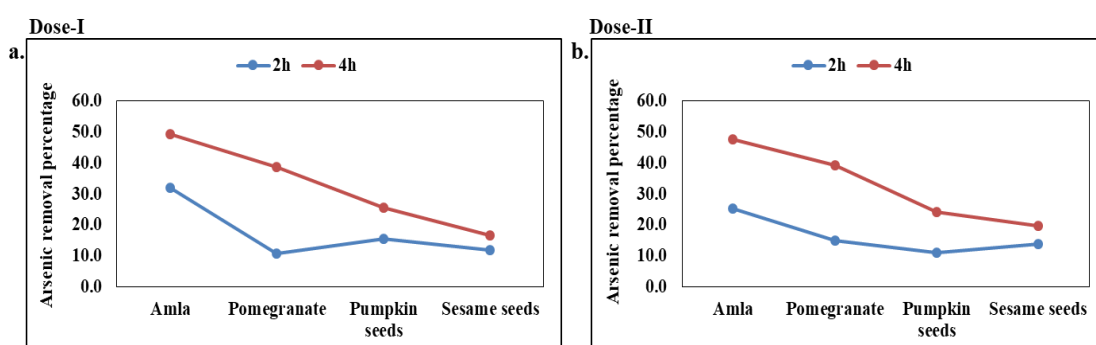 Dose-I
a.
2h 4h
Arsenic removal percentage
60.0
50.0
40.0
30.0
20.0
10.0
0.0
Amla Pomegranate Pumpkin seeds Sesame seeds
Dose-II
b.
2h 4h
Arsenic removal percentage
60.0
50.0
40.0
30.0
20.0
10.0
0.0
Amla Pomegranate Pumpkin seeds Sesame seeds